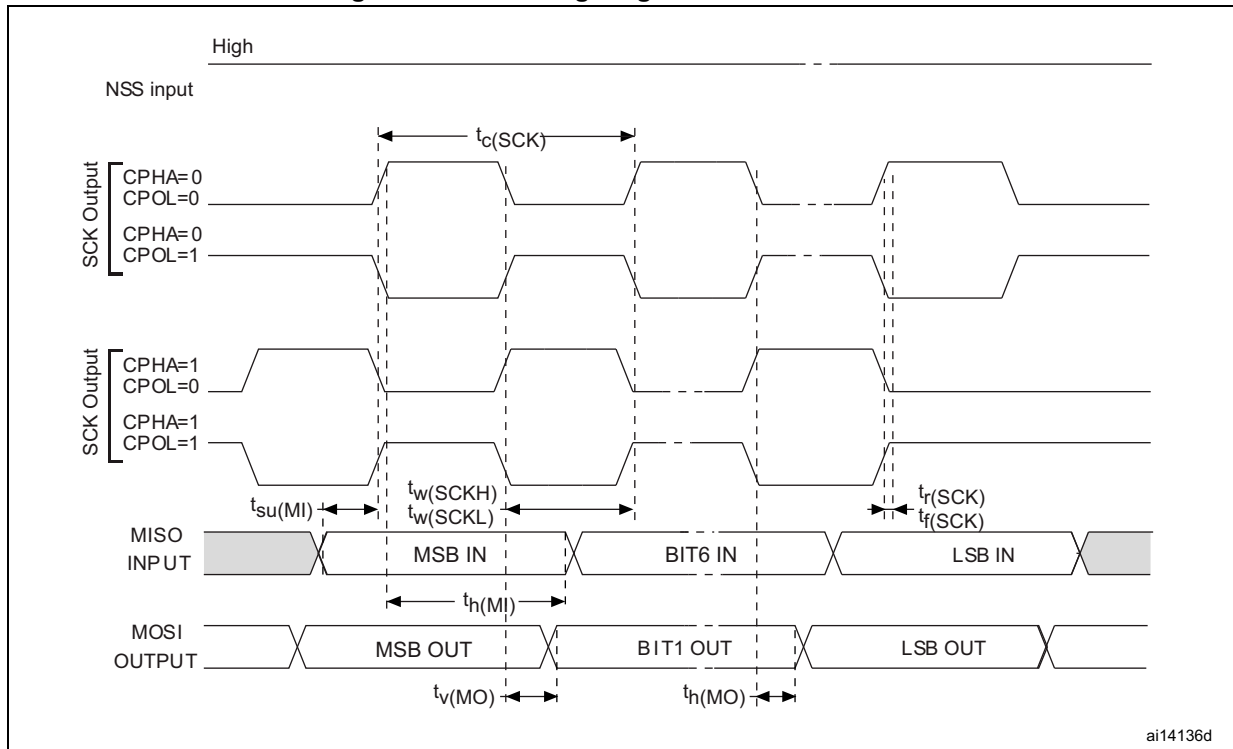 High
NSS input
tc(SCK)
SCK Output
CPHA=0
CPOL=0
CPHA=0
CPOL=1
SCK Output
CPHA=1
CPOL=0
CPHA=1
CPOL=1
tsu(MI)
tw(SCKH)
tw(SCKL)
tr(SCK)
tf(SCK)
MISO
INPUT
MSB IN
BIT6 IN
LSB IN
th(MI)
MOSI
OUTPUT
MSB OUT
BIT1 OUT
LSB OUT
tv(MO)
th(MO)
ai14136d